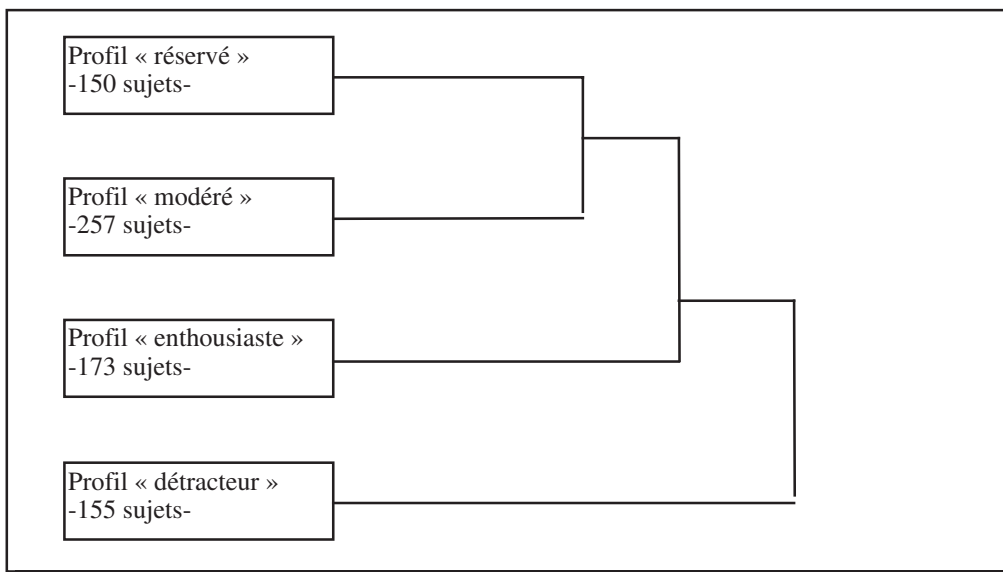 Profil « réservé »
-150 sujets-
Profil « modéré »
-257 sujets-
Profil « enthousiaste »
-173 sujets-
Profil « détracteur »
-155 sujets-